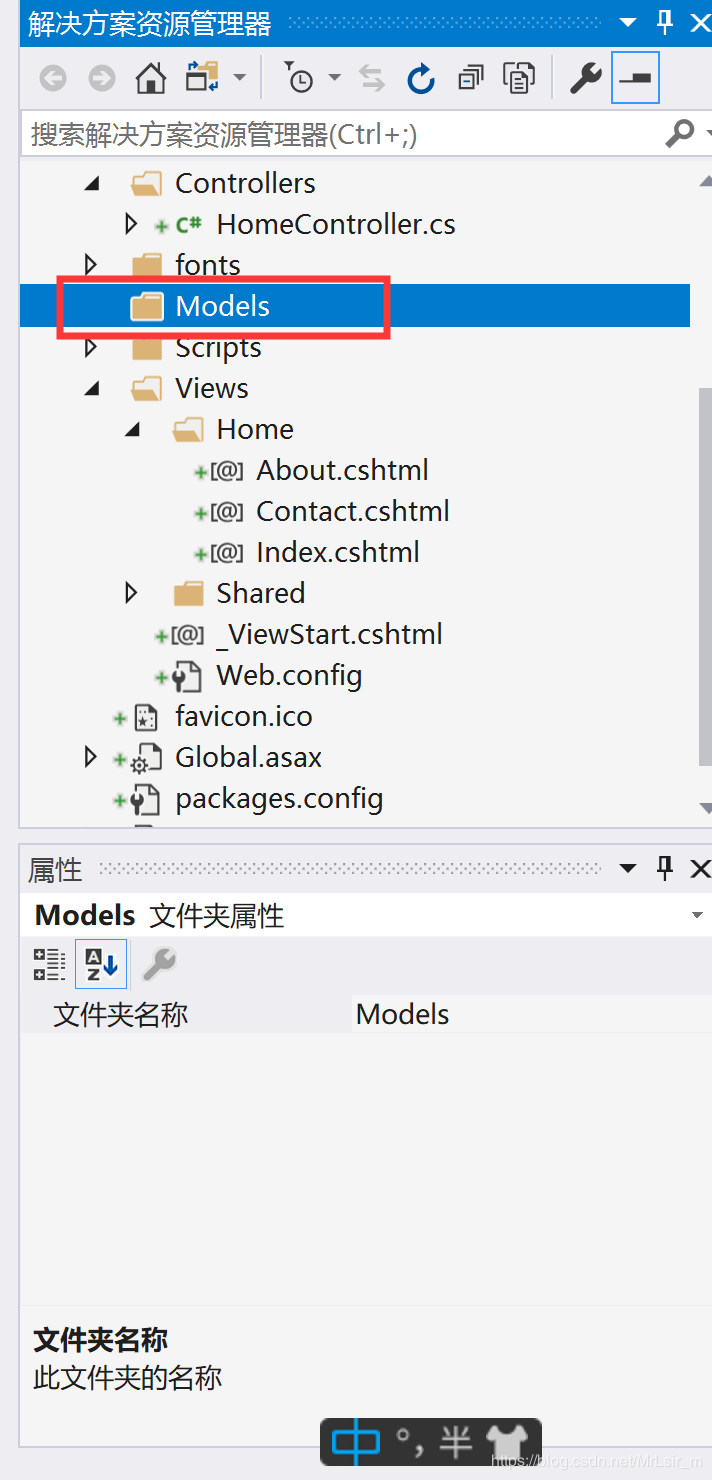 解决方案资源管理器
搜索解决方案资源管理器(Ctrl+;)
Controllers
C# HomeController.cs
fonts
Models
Scripts
Views
Home
[@] About.cshtml
[@] Contact.cshtml
[@] Index.cshtml
Shared
[@] _ViewStart.cshtml
Web.config
favicon.ico
Global.asax
packages.config
属性
Models 文件夹属性
文件夹名称 Models
文件夹名称
此文件夹的名称
中 °, 半
https://blog.csdn.net/MrLsir_m